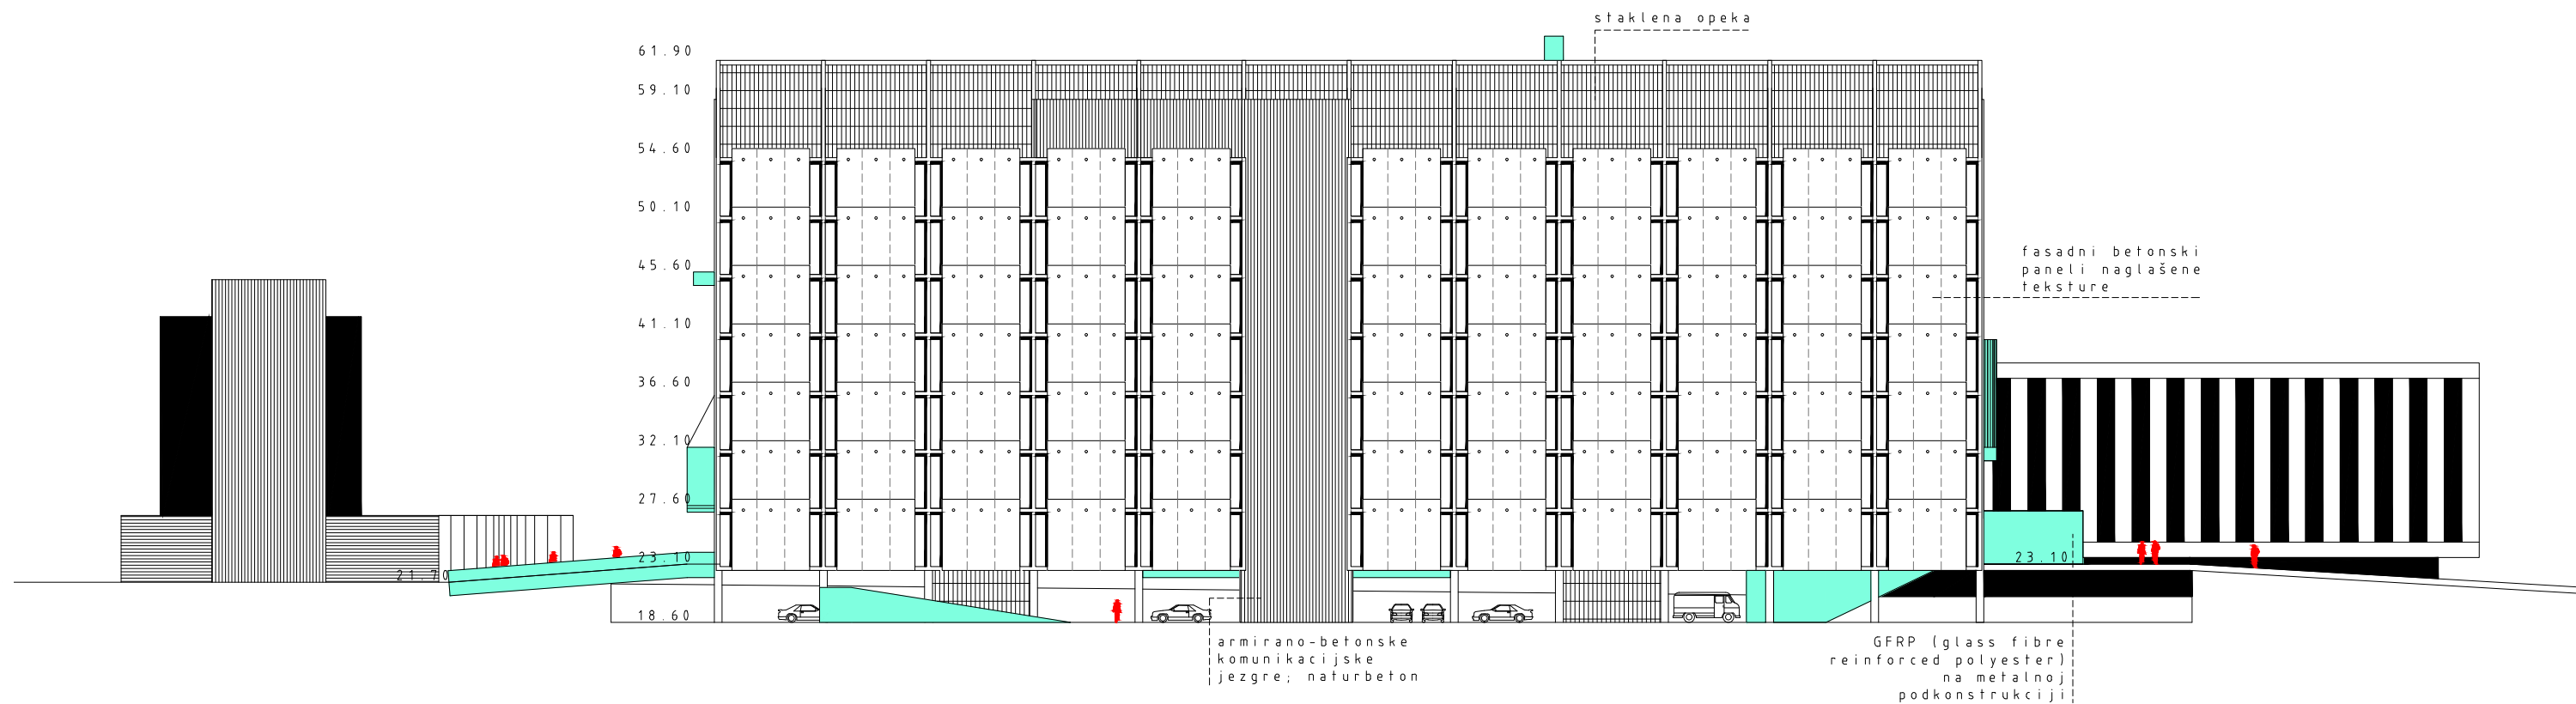 staklena opeka
61.90
59.10
54.60
50.10
45.60
41.10
36.60
32.10
27.60
23.10
21.70
18.60
fasadni betonski
paneli naglašene
teksture
23.10
armirano-betonske
komunikacijske
jezgre; naturbeton
GFRP (glass fibre
reinforced polyester)
na metalnoj
podkonstrukciji